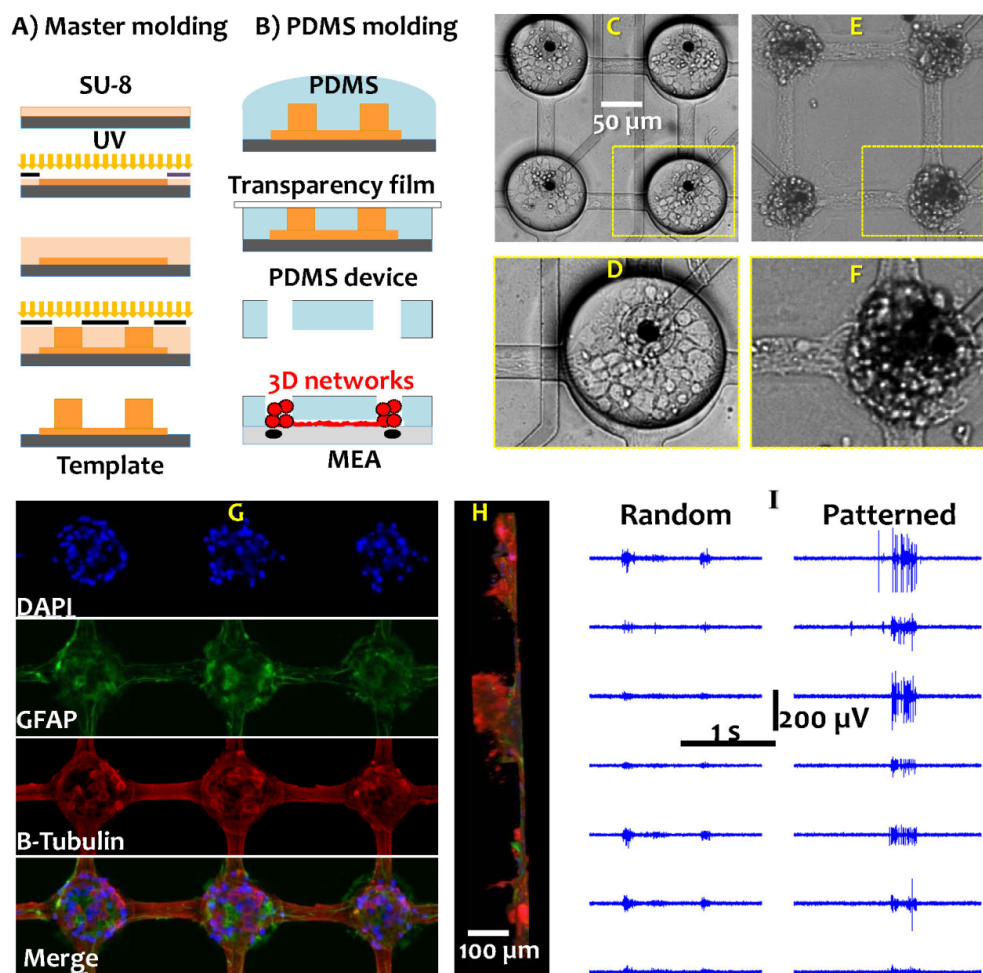 A) Master molding
B) PDMS molding
SU-8
UV
Template
PDMS
Transparency film
PDMS device
3D networks
MEA
C
50 μm
E
D
F
G
DAPI
GFAP
B-Tubulin
Merge
H
100 μm
I
Random
Patterned
1 s
200 μV